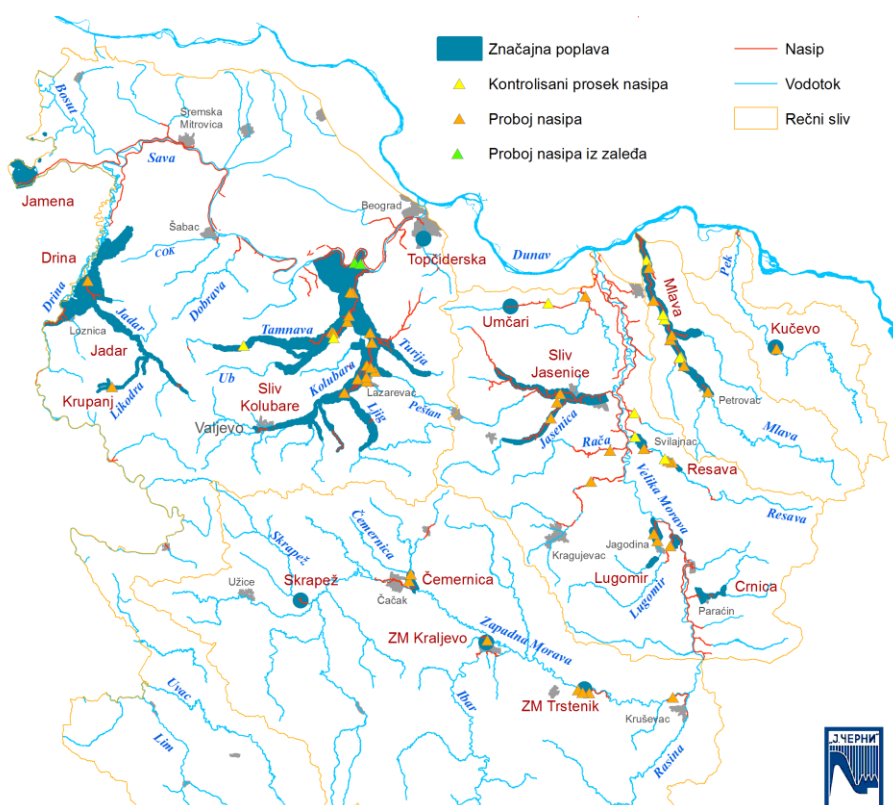 Značajna poplava
Kontrolisani prosek nasipa
Proboj nasipa
Proboj nasipa iz zaleđa
Nasip
Vodotok
Rečni sliv
Bosut
Sremska
Mitrovica
Sava
Jamena
Beograd
Šabac
Drina
Topčiderska
Dunav
СОК
Pek
Drina
Dobrava
Mlava
Umčari
Jadar
Loznica
Tamnava
Kučevo
Jadar
Turija
Sliv
Jasenice
Ub
Kolubara
Sliv
Kolubare
Krupanj
Likodra
Lazarevac
Petrovac
Ljig
Peštan
Valjevo
Jasenica
Mlava
Rača
Svilajnac
Resava
Velika Morava
Resava
Čemernica
Skrapež
Kragujevac
Jagodina
Užice
Skrapež
Čemernica
Lugomir
Crnica
Čačak
Lugomir
Paraćin
ZM Kraljevo
Zapadna Morava
Uvac
Ibar
ZM Trstenik
Kruševac
Lim
Rasina
„Ј.ЧЕРНИ“